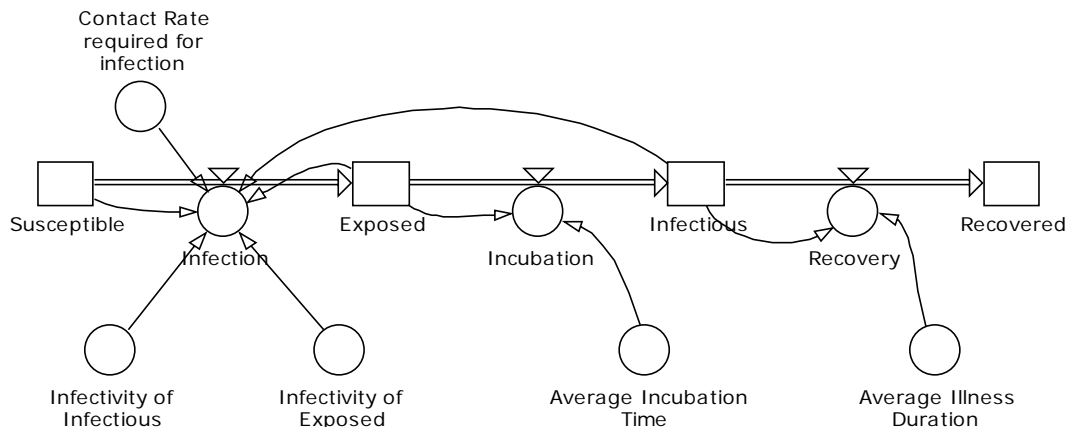 Contact Rate
required for
infection
Susceptible
Exposed
Infectious
Recovered
Infection
Incubation
Recovery
Infectivity of
Infectious
Infectivity of
Exposed
Average Incubation
Time
Average Illness
Duration